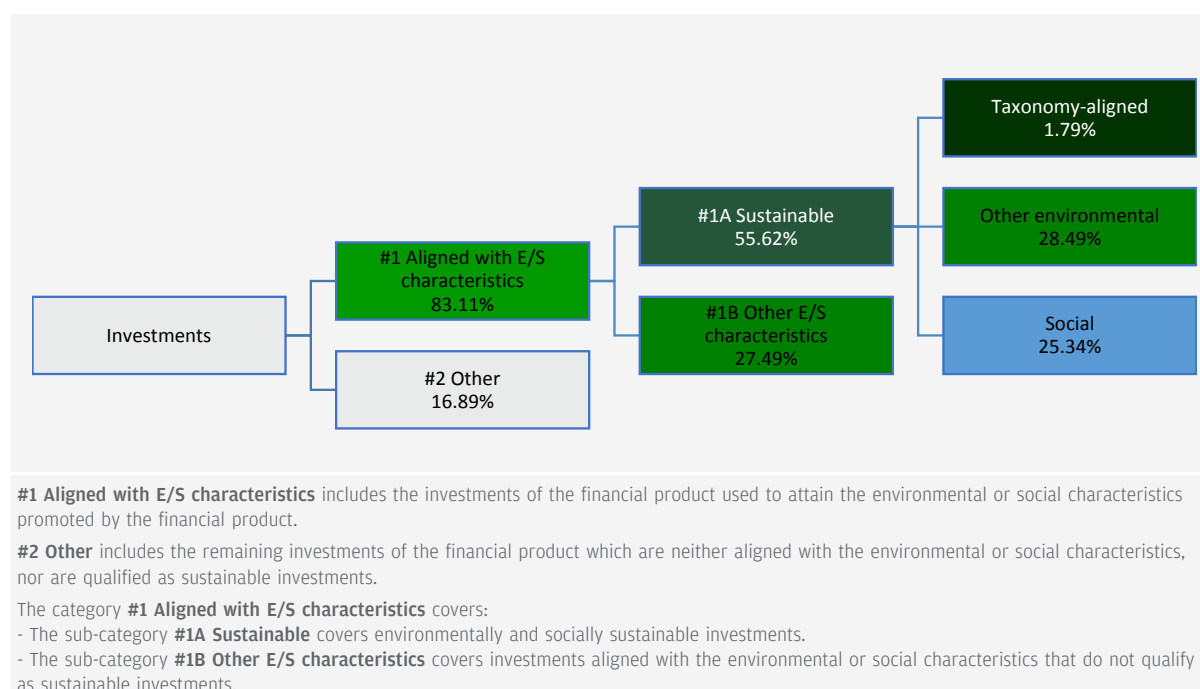 Taxonomy-aligned
1.79%
#1A Sustainable
55.62%
Other environmental
28.49%
#1 Aligned with E/S
characteristics
83.11%
#1B Other E/S
characteristics
27.49%
Social
25.34%
Investments
#2 Other
16.89%
#1 Aligned with E/S characteristics includes the investments of the financial product used to attain the environmental or social characteristics
promoted by the financial product.
#2 Other includes the remaining investments of the financial product which are neither aligned with the environmental or social characteristics,
nor are qualified as sustainable investments.
The category #1 Aligned with E/S characteristics covers:
- The sub-category #1A Sustainable covers environmentally and socially sustainable investments.
- The sub-category #1B Other E/S characteristics covers investments aligned with the environmental or social characteristics that do not qualify
as sustainable investments.